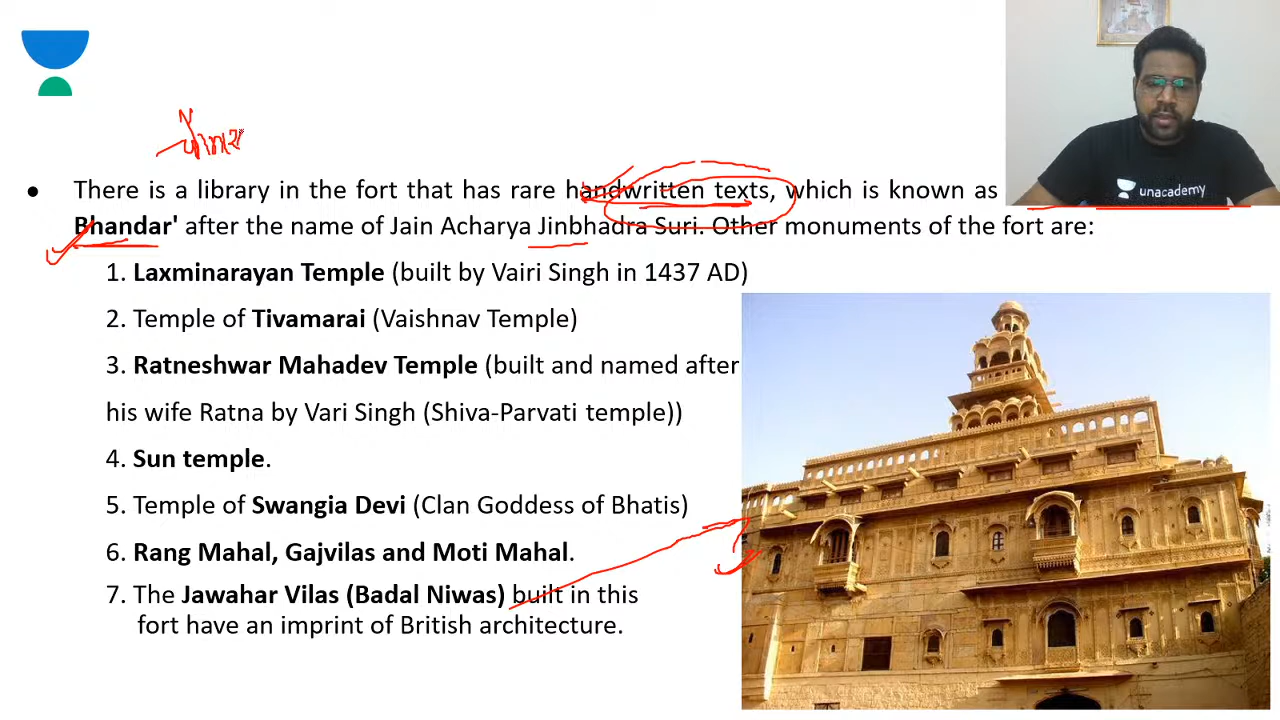 There is a library in the fort that has rare handwritten texts, which is known as
Bhandar' after the name of Jain Acharya Jinbhadra Suri. Other monuments of the fort are:
1. Laxminarayan Temple (built by Vairi Singh in 1437 AD)
2. Temple of Tivamarai (Vaishnav Temple)
3. Ratneshwar Mahadev Temple (built and named after
his wife Ratna by Vari Singh (Shiva-Parvati temple))
4. Sun temple.
5. Temple of Swangia Devi (Clan Goddess of Bhatis)
6. Rang Mahal, Gajvilas and Moti Mahal.
7. The Jawahar Vilas (Badal Niwas) built in this
fort have an imprint of British architecture.
unacademy